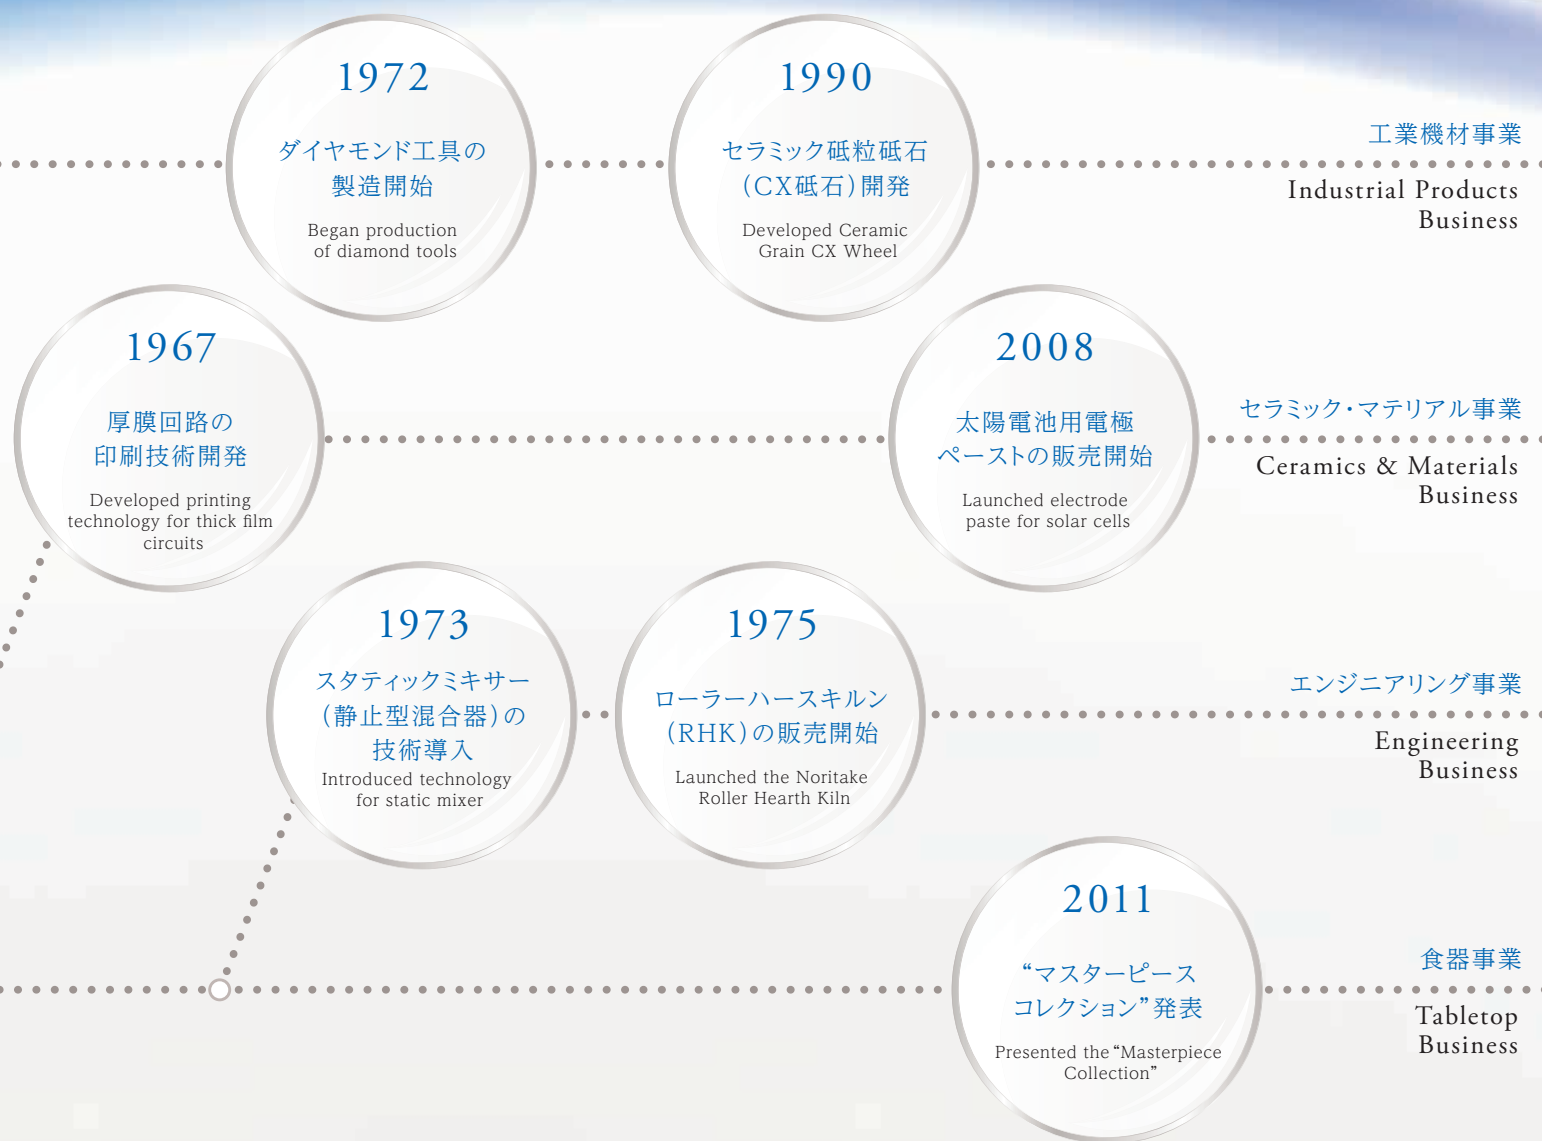 1972
ダイヤモンド工具の
製造開始
Began production
of diamond tools
1990
セラミック砥粒砥石
（CX砥石）開発
Developed Ceramic
Grain CX Wheel
工業機材事業
Industrial Products
Business
1967
厚膜回路の
印刷技術開発
Developed printing
technology for thick film
circuits
2008
太陽電池用電極
ペーストの販売開始
Launched electrode
paste for solar cells
セラミック・マテリアル事業
Ceramics & Materials
Business
1973
スタティックミキサー
（静止型混合器）の
技術導入
Introduced technology
for static mixer
1975
ローラーハースキルン
（RHK）の販売開始
Launched the Noritake
Roller Hearth Kiln
エンジニアリング事業
Engineering
Business
2011
“マスターピース
コレクション”発表
Presented the “Masterpiece
Collection”
食器事業
Tabletop
Business